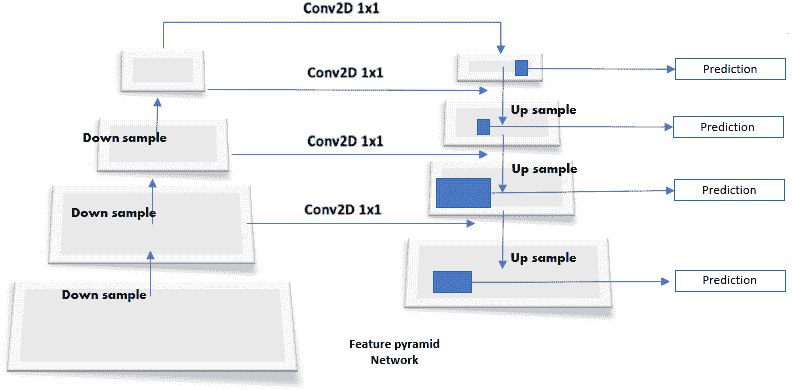 Conv2D 1x1
Conv2D 1x1
Prediction
Up sample
Prediction
Down sample
Conv2D 1x1
Up sample
Prediction
Down sample
Conv2D 1x1
Up sample
Prediction
Down sample
Feature pyramid
Network